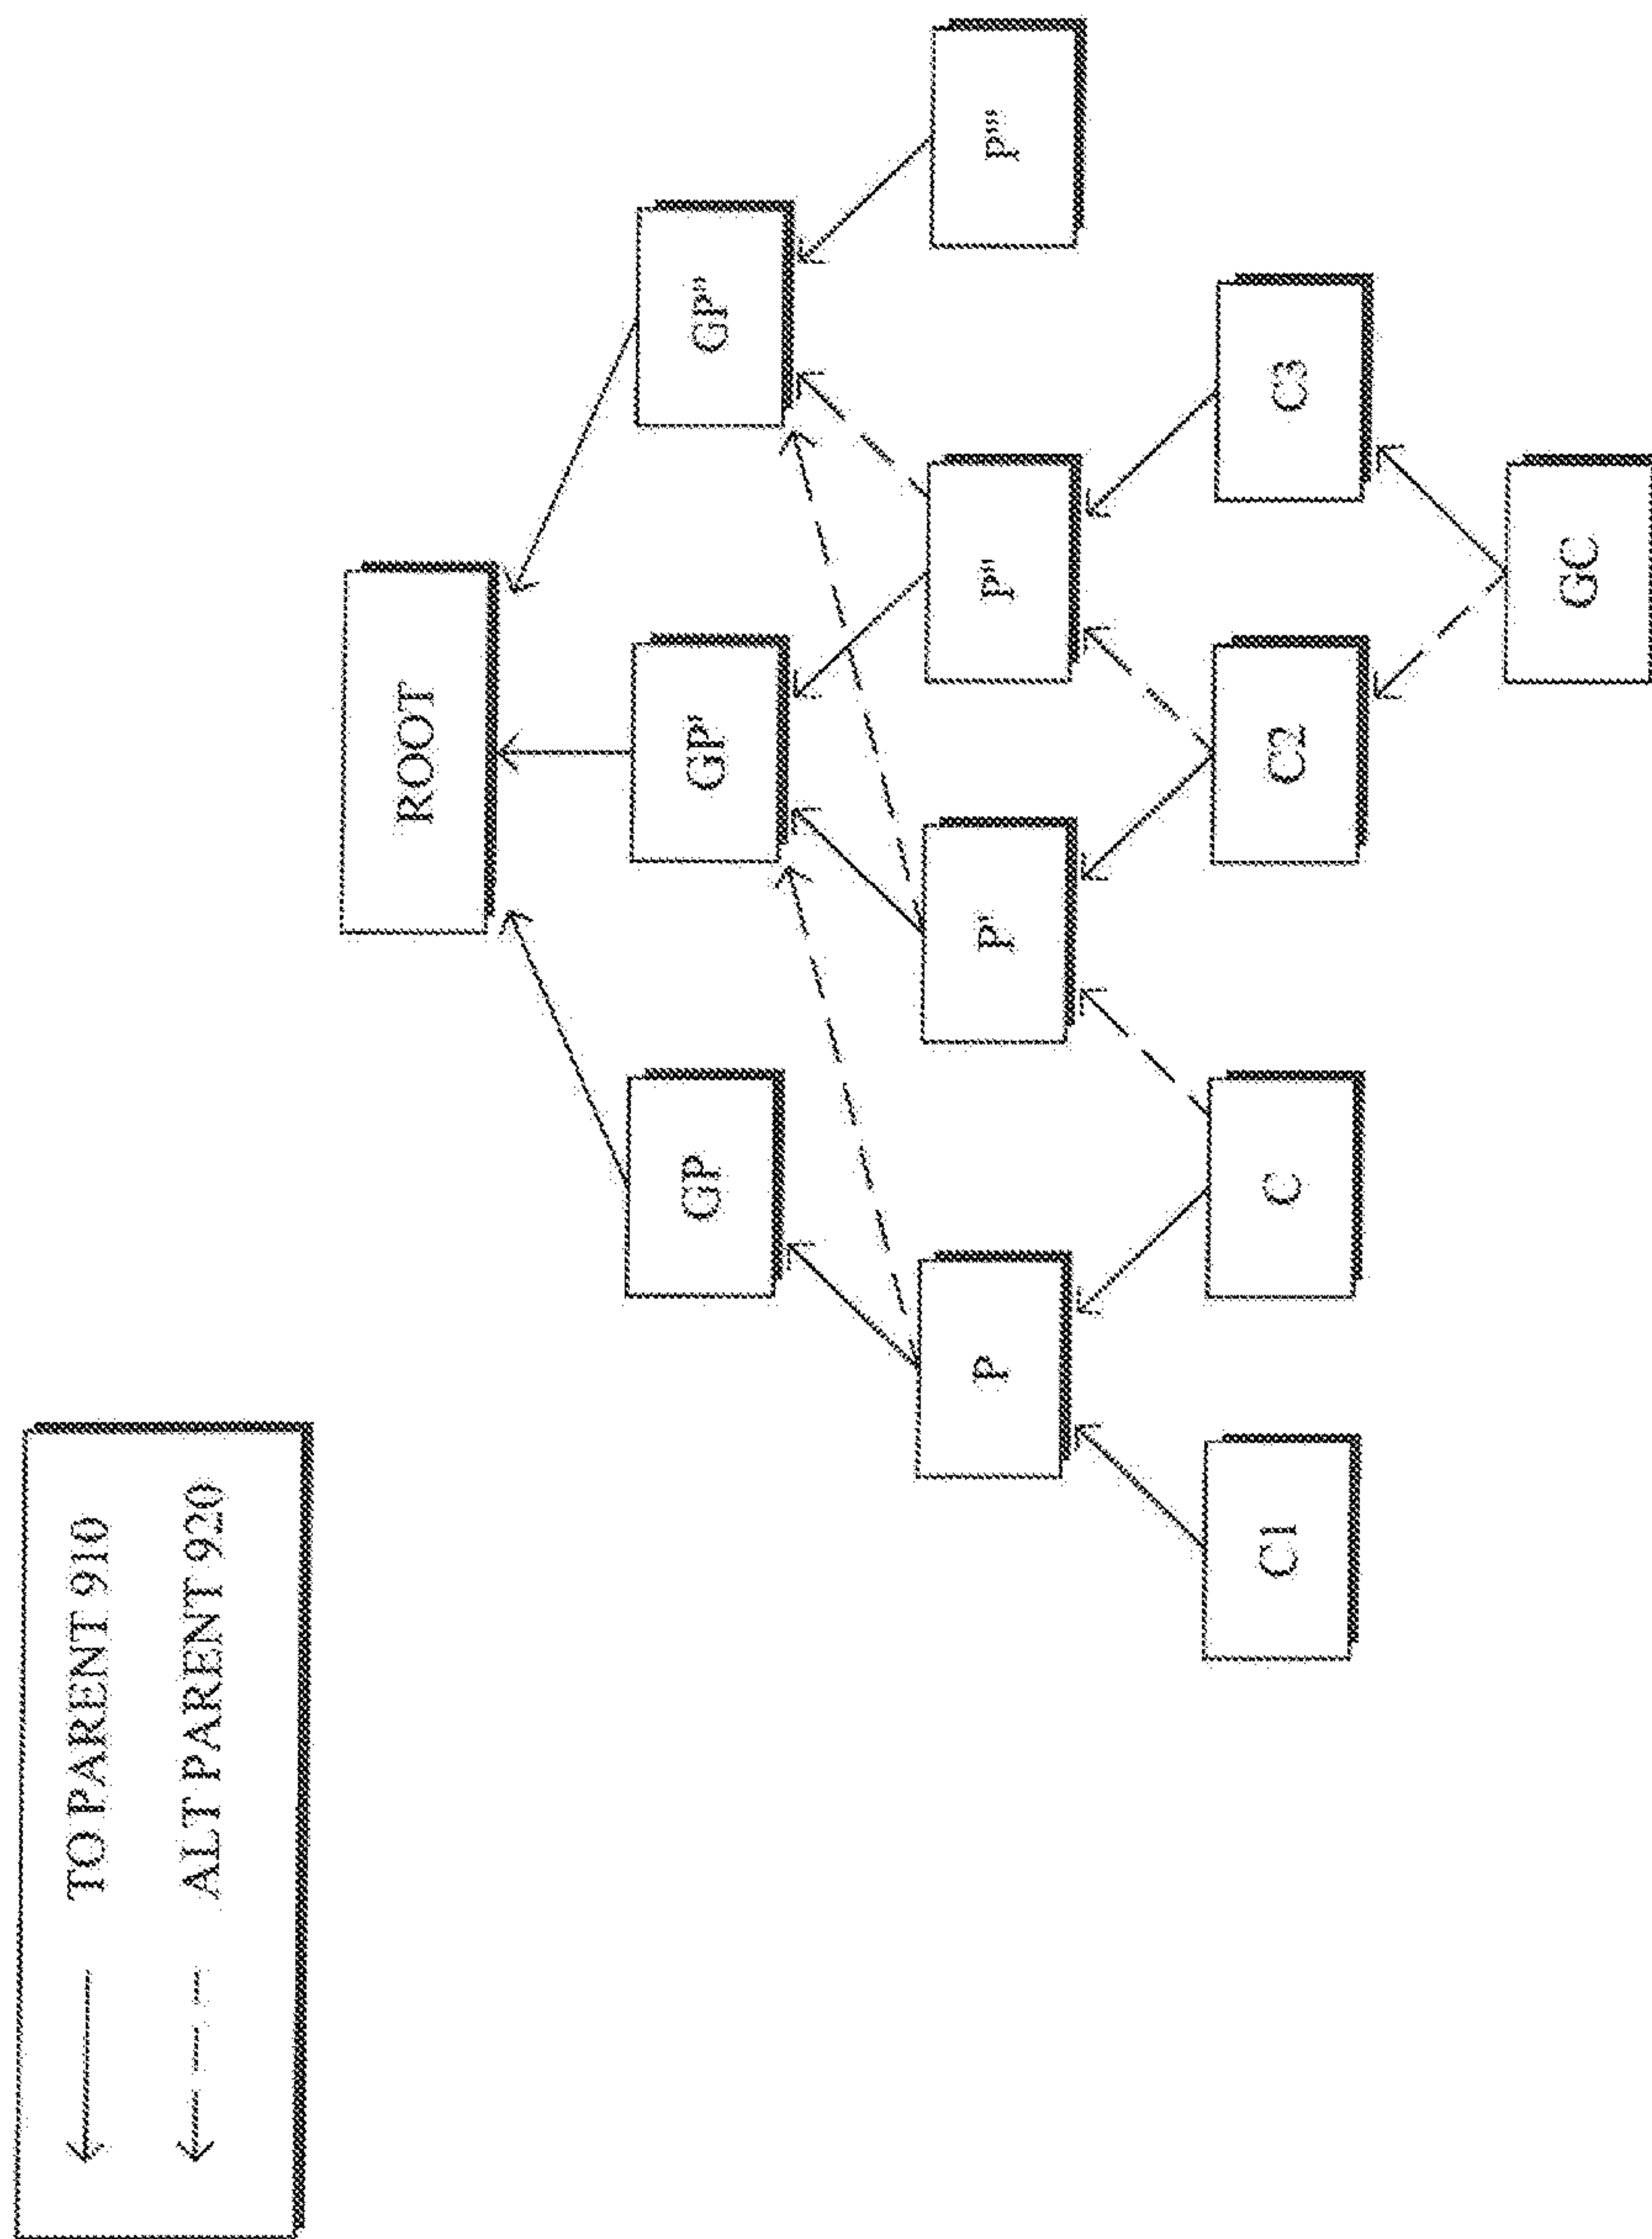 TO PARENT 910
ALT PARENT 920
ROOT
GP
GP'
GP"
P
P'
P"
P'''
C1
C
C2
C3
GC